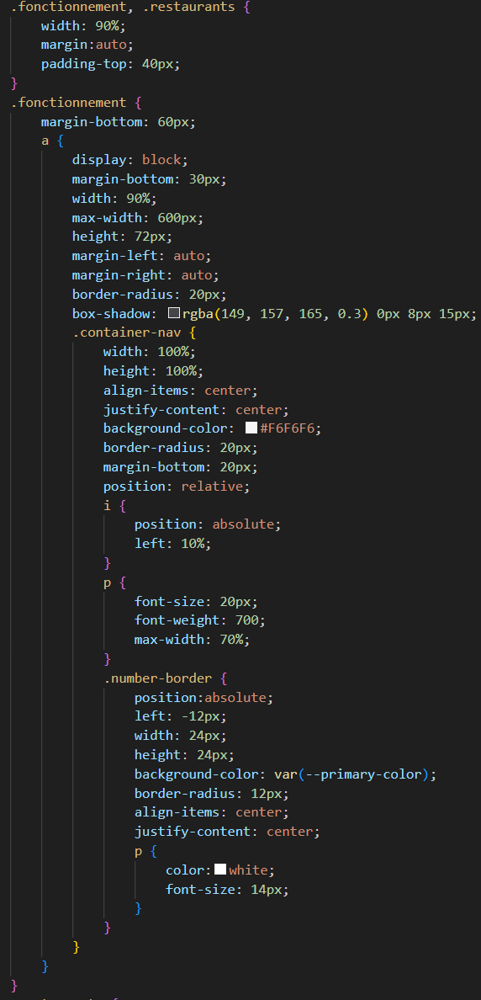 .fonctionnement, .restaurants {
    width: 90%;
    margin:auto;
    padding-top: 40px;
}
.fonctionnement {
    margin-bottom: 60px;
    a {
        display: block;
        margin-bottom: 30px;
        width: 90%;
        max-width: 600px;
        height: 72px;
        margin-left: auto;
        margin-right: auto;
        border-radius: 20px;
        box-shadow: rgba(149, 157, 165, 0.3) 0px 8px 15px;
        .container-nav {
            width: 100%;
            height: 100%;
            align-items: center;
            justify-content: center;
            background-color: #F6F6F6;
            border-radius: 20px;
            margin-bottom: 20px;
            position: relative;
            i {
                position: absolute;
                left: 10%;
            }
            p {
                font-size: 20px;
                font-weight: 700;
                max-width: 70%;
            }
            .number-border {
                position:absolute;
                left: -12px;
                width: 24px;
                height: 24px;
                background-color: var(--primary-color);
                border-radius: 12px;
                align-items: center;
                justify-content: center;
                p {
                    color:white;
                    font-size: 14px;
                }
            }
        }
    }
}